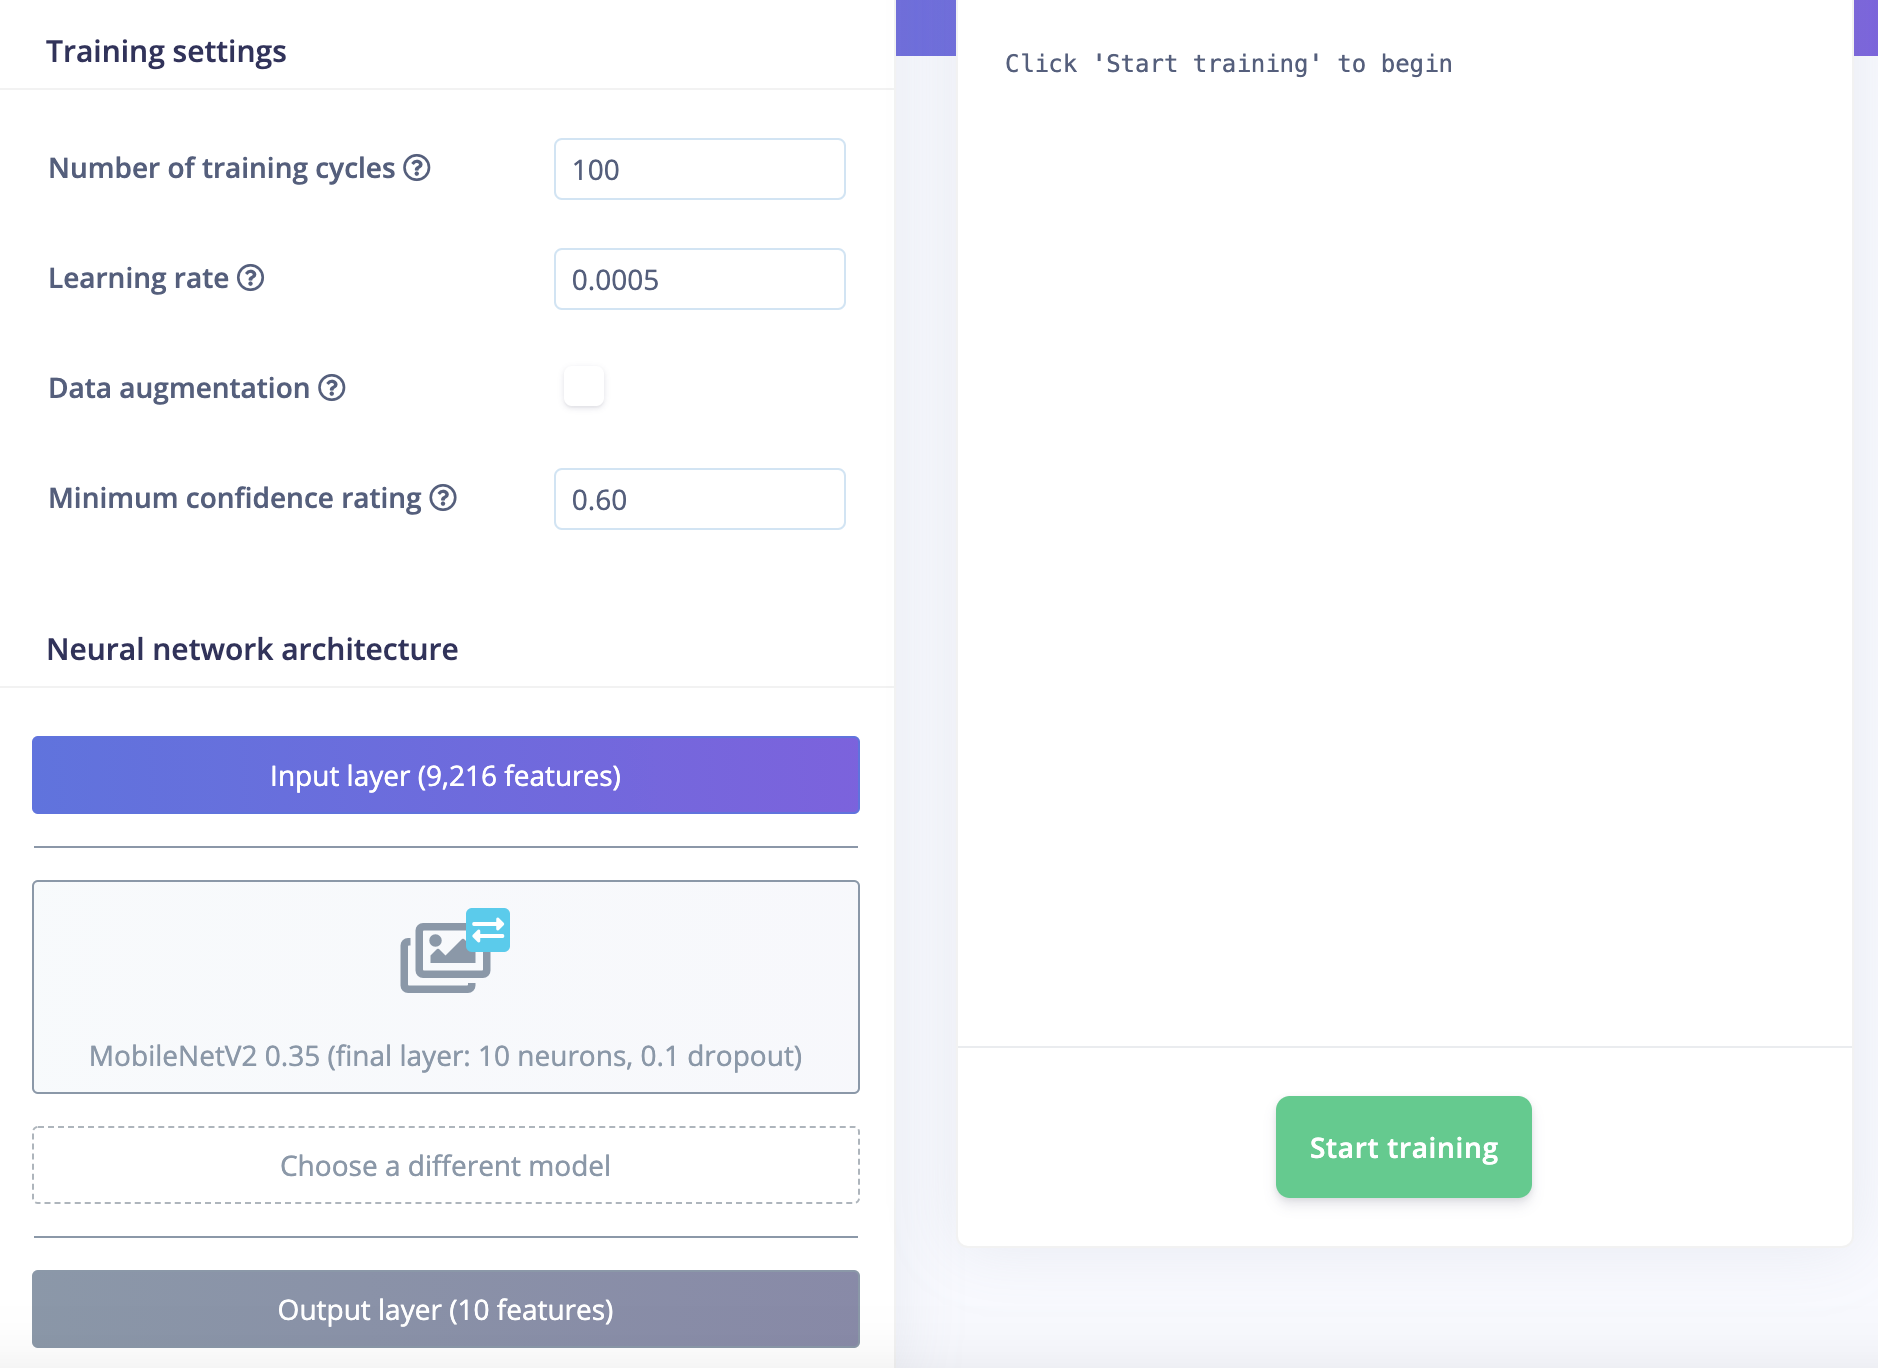 Training settings
Number of training cycles
100
Learning rate
0.0005
Data augmentation
Minimum confidence rating
0.60
Neural network architecture
Input layer (9,216 features)
MobileNetV2 0.35 (final layer: 10 neurons, 0.1 dropout)
Choose a different model
Output layer (10 features)
Click 'Start training' to begin
Start training